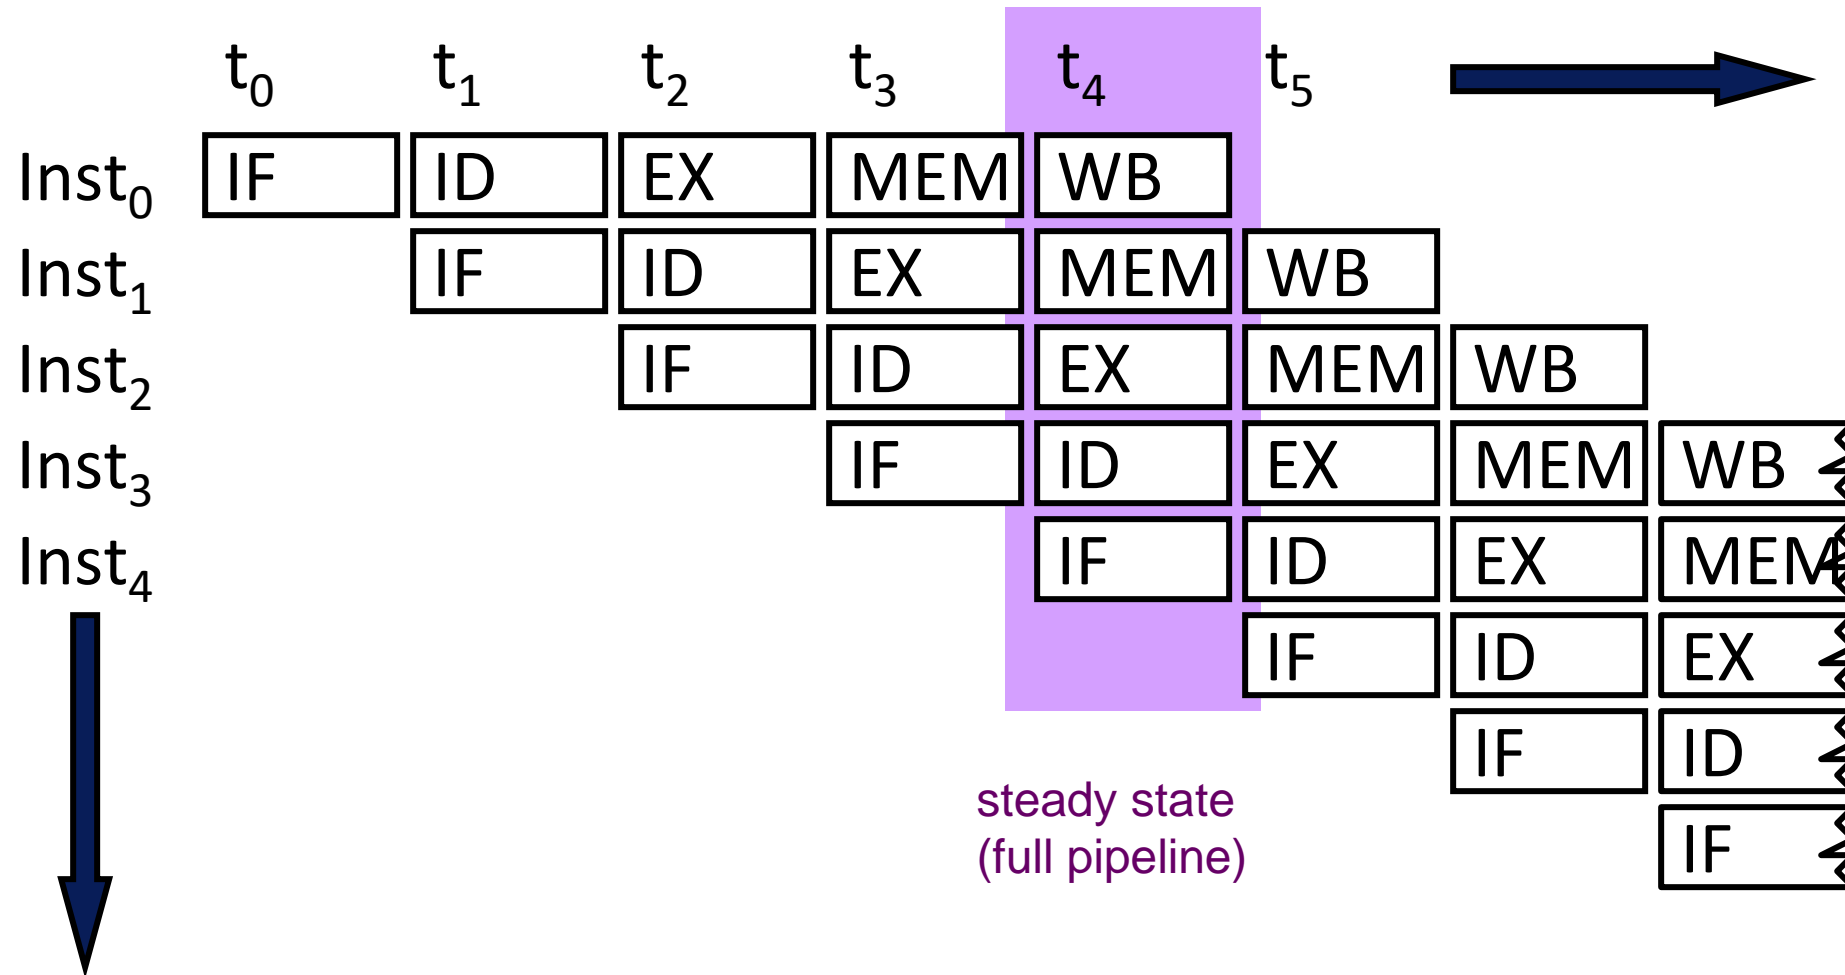 t0 t1 t2 t3 t4 t5
Inst0 IF ID EX MEM WB
Inst1 IF ID EX MEM WB
Inst2 IF ID EX MEM WB
Inst3 IF ID EX MEM WB
Inst4 IF ID EX MEM
IF ID EX
IF ID
IF
steady state
(full pipeline)